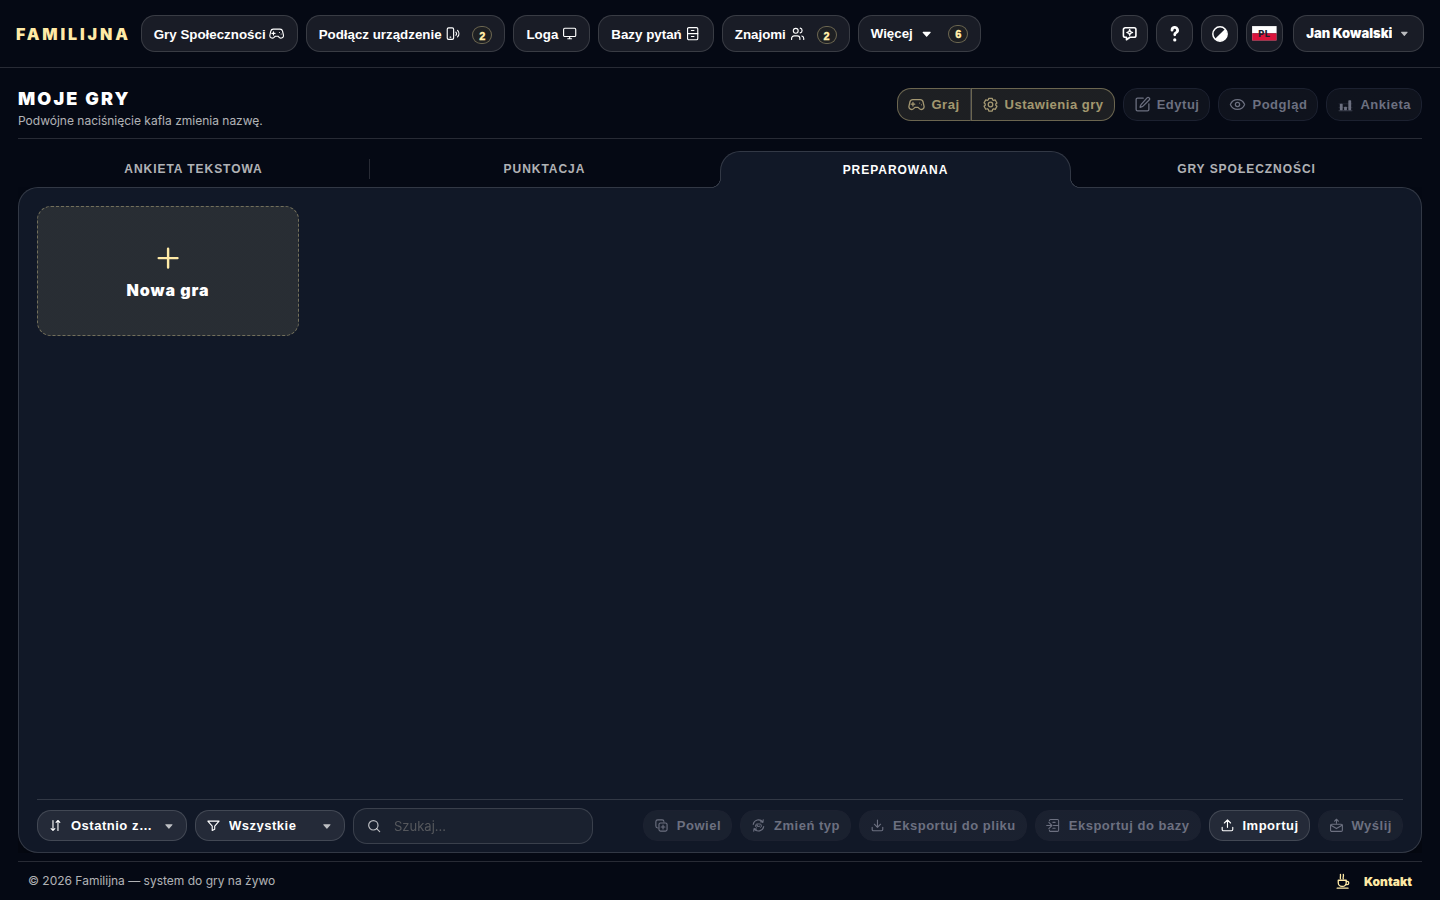 FAMILIJNA
Gry Społeczności
Podłącz urządzenie 2
Loga
Bazy pytań
Znajomi 2
Więcej 6
PL
Jan Kowalski
MOJE GRY
Podwójne naciśnięcie kafla zmienia nazwę.
Graj
Ustawienia gry
Edytuj
Podgląd
Ankieta
ANKIETA TEKSTOWA
PUNKTACJA
PREPAROWANA
GRY SPOŁECZNOŚCI
Nowa gra
Ostatnio z...
Wszystkie
Szukaj...
Powiel
Zmień typ
Eksportuj do pliku
Eksportuj do bazy
Importuj
Wyślij
© 2026 Familijna — system do gry na żywo
Kontakt